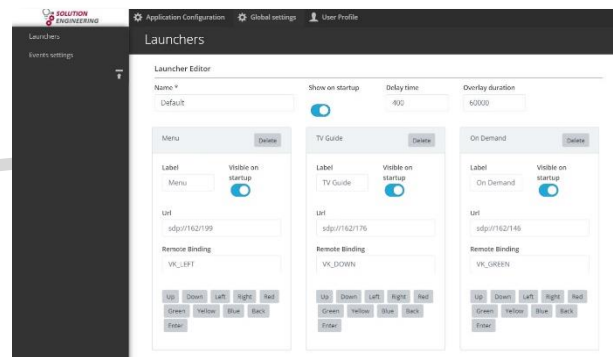 SOLUTION
ENGINEERING
Application Configuration Global settings User Profile
Launchers
Launchers
Events settings
Launcher Editor
Name * Show on startup Delay time Overlay duration
Default 400 60000
Menu Delete TV Guide Delete On Demand Delete
Label Visible on startup Label Visible on startup Label Visible on startup
Menu TV Guide On Demand
Url Url Url
sdp://162/199 sdp://162/176 sdp://162/146
Remote Binding Remote Binding Remote Binding
VK_LEFT VK_DOWN VK_GREEN
Up Down Left Right Red Up Down Left Right Red Up Down Left Right Red
Green Yellow Blue Back Green Yellow Blue Back Green Yellow Blue Back
Enter Enter Enter